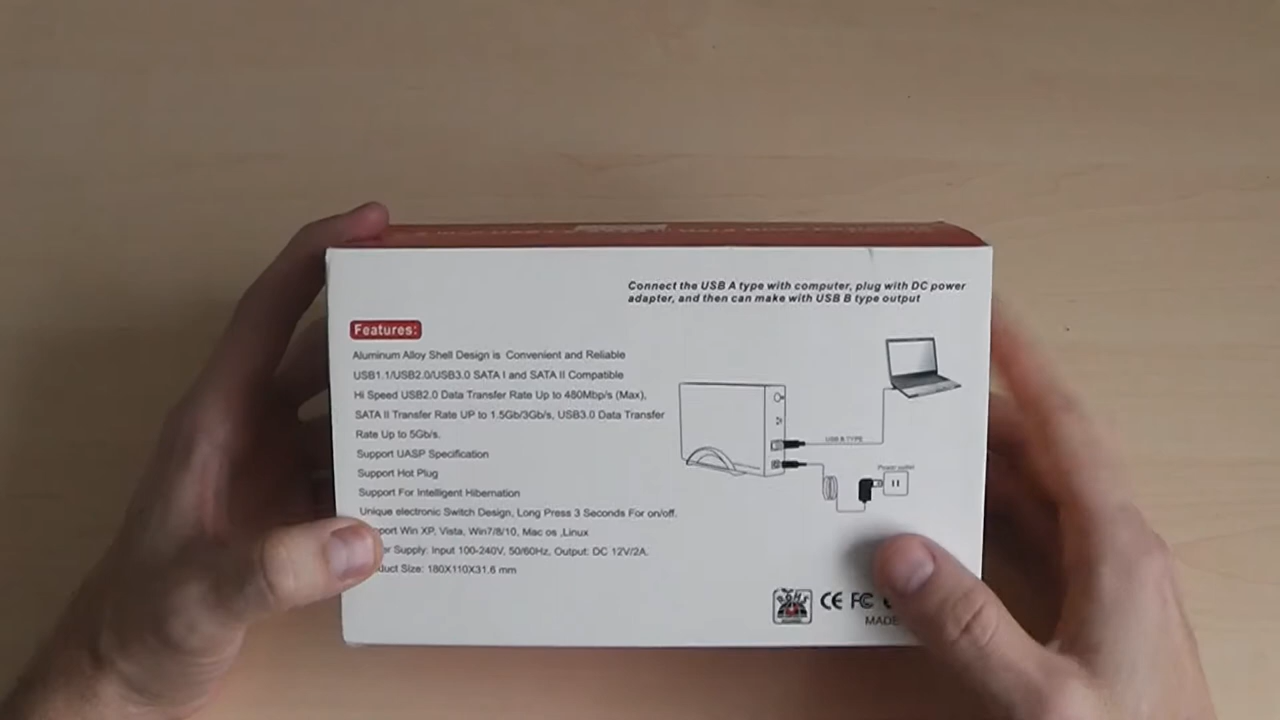 Connect the USB A type with computer, plug with DC power
adapter, and then can make with USB B type output
Features:
Aluminum Alloy Shell Design is Convenient and Reliable
USB1.1/USB2.0/USB3.0 SATA I and SATA II Compatible
Hi Speed USB2.0 Data Transfer Rate Up to 480Mbp/s (Max),
SATA II Transfer Rate UP to 1.5Gb/3Gb/s, USB3.0 Data Transfer
Rate Up to 5Gb/s.
Support UASP Specification
Support Hot Plug
Support For Intelligent Hibernation
Unique electronic Switch Design, Long Press 3 Seconds For on/off.
Win XP, Vista, Win7/8/10, Mac os ,Linux
Supply: Input 100-240V, 50/60Hz, Output: DC 12V/2A.
Size: 180X110X31.6 mm
USB B TYPE
Power outlet
RoHS
CE FC
MADE